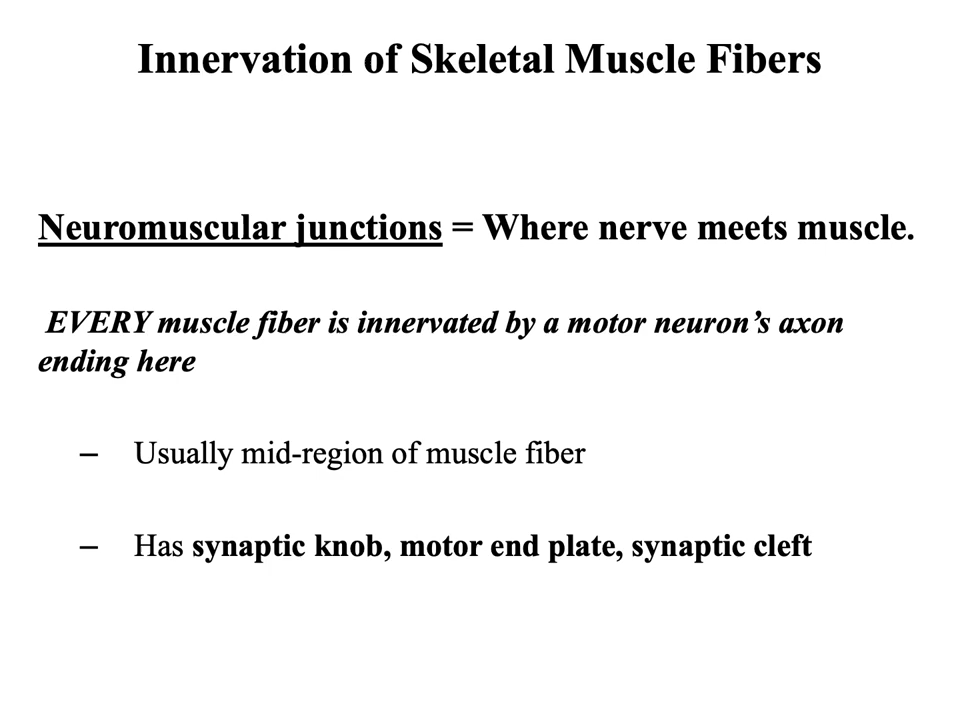 Innervation of Skeletal Muscle Fibers
Neuromuscular junctions = Where nerve meets muscle.
EVERY muscle fiber is innervated by a motor neuron’s axon
ending here
– Usually mid-region of muscle fiber
– Has synaptic knob, motor end plate, synaptic cleft